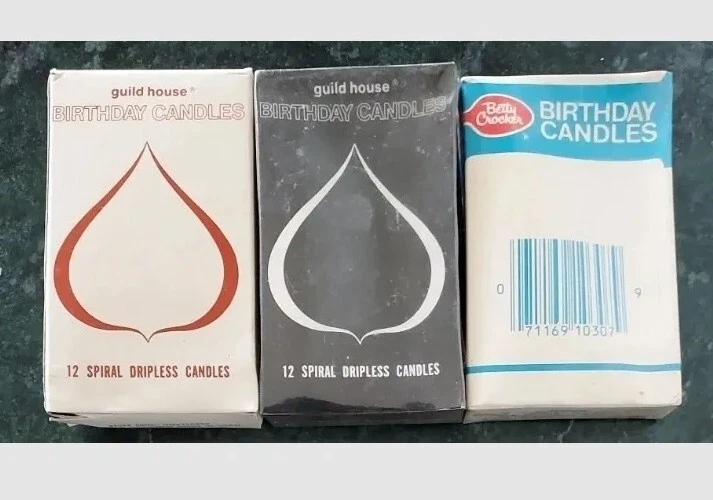 guild house®
BIRTHDAY CANDLES
12 SPIRAL DRIPLESS CANDLES
guild house®
BIRTHDAY CANDLES
12 SPIRAL DRIPLESS CANDLES
Betty
Crocker
BIRTHDAY
CANDLES
0 9
71169 10307